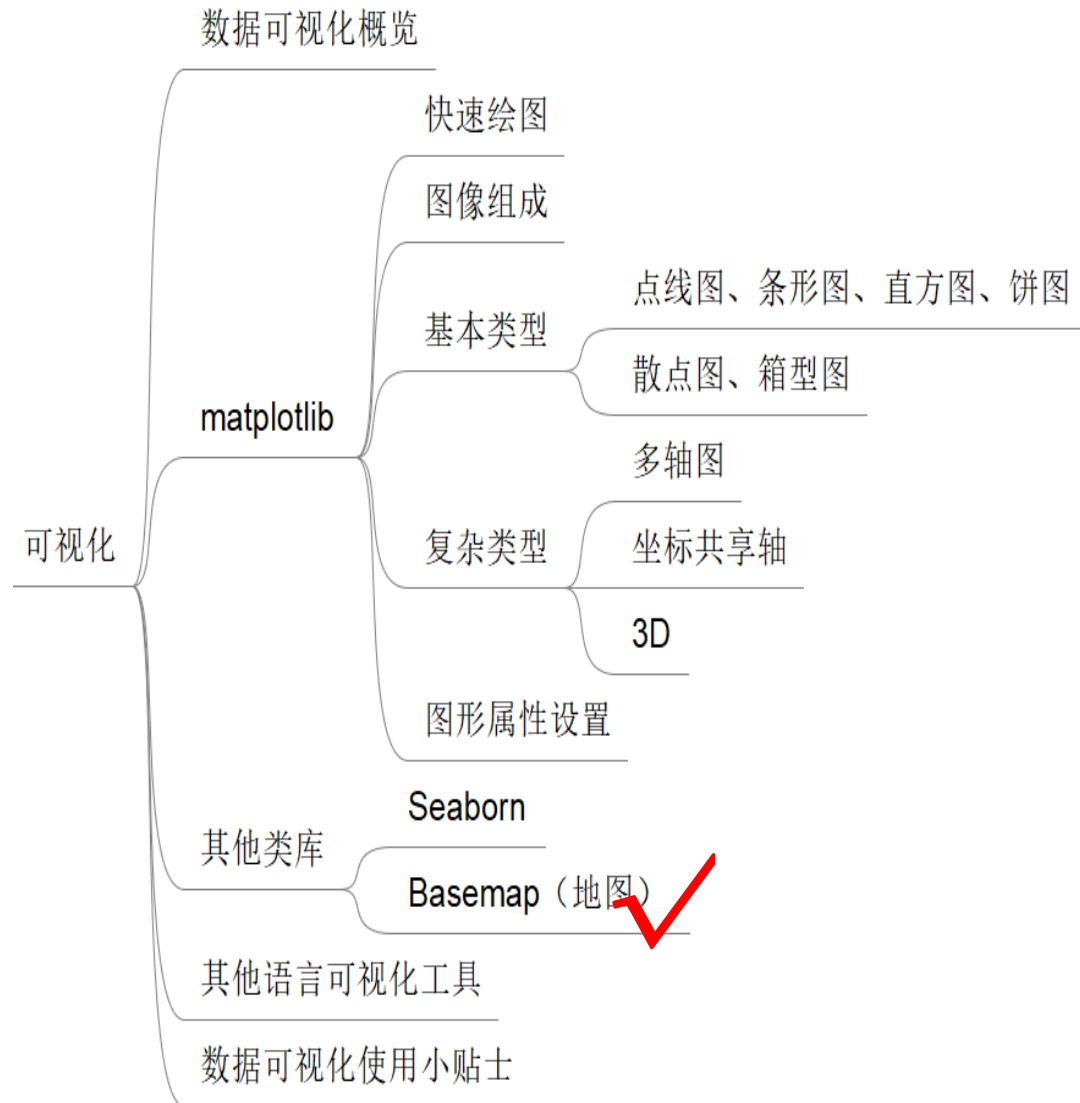 数据可视化概览
快速绘图
图像组成
点线图、条形图、直方图、饼图
基本类型
散点图、箱型图
matplotlib
多轴图
可视化
复杂类型
坐标共享轴
3D
图形属性设置
Seaborn
其他类库
Basemap（地图）
其他语言可视化工具
数据可视化使用小贴士